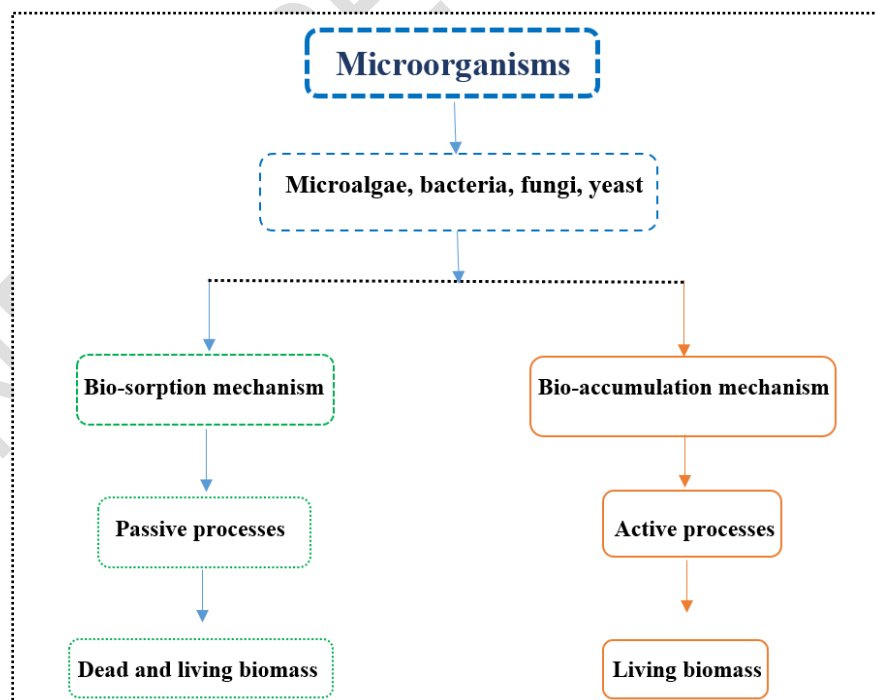 Microorganisms
Microalgae, bacteria, fungi, yeast
Bio-sorption mechanism
Bio-accumulation mechanism
Passive processes
Active processes
Dead and living biomass
Living biomass